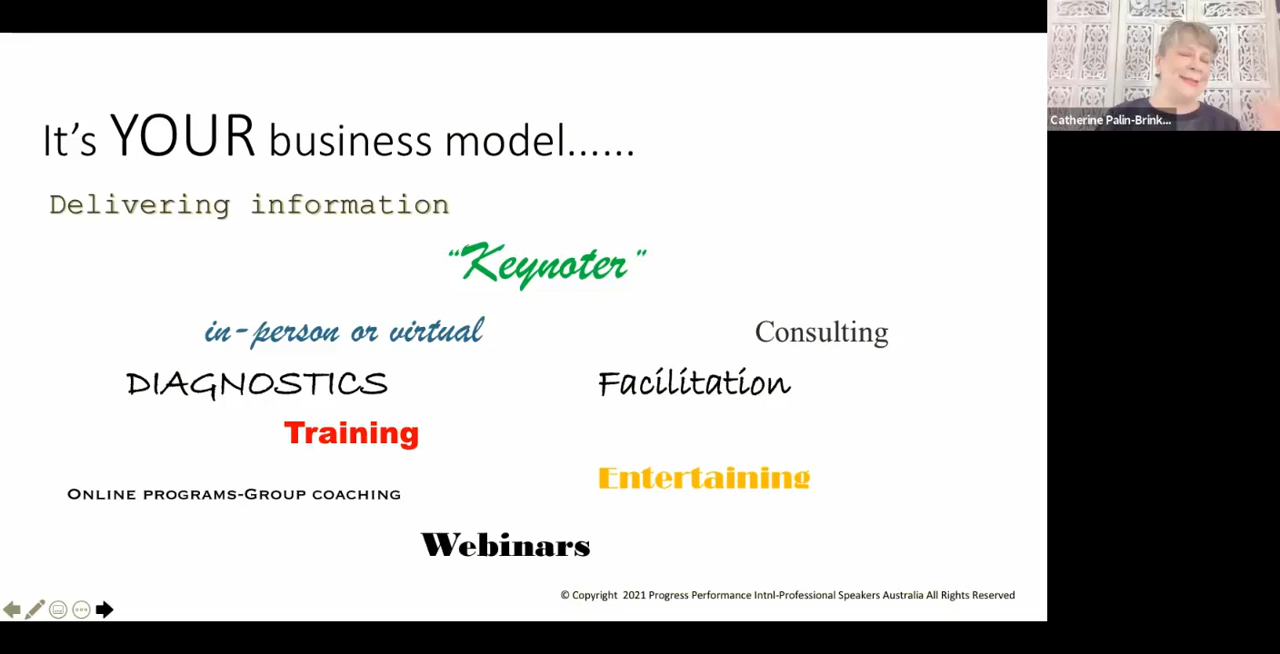 It's YOUR business model......
Delivering information
"Keynoter"
in-person or virtual
Consulting
DIAGNOSTICS
Facilitation
Training
Entertaining
Online programs-Group coaching
Webinars
© Copyright 2021 Progress Performance Intnl-Professional Speakers Australia All Rights Reserved
Catherine Palin-Brink...